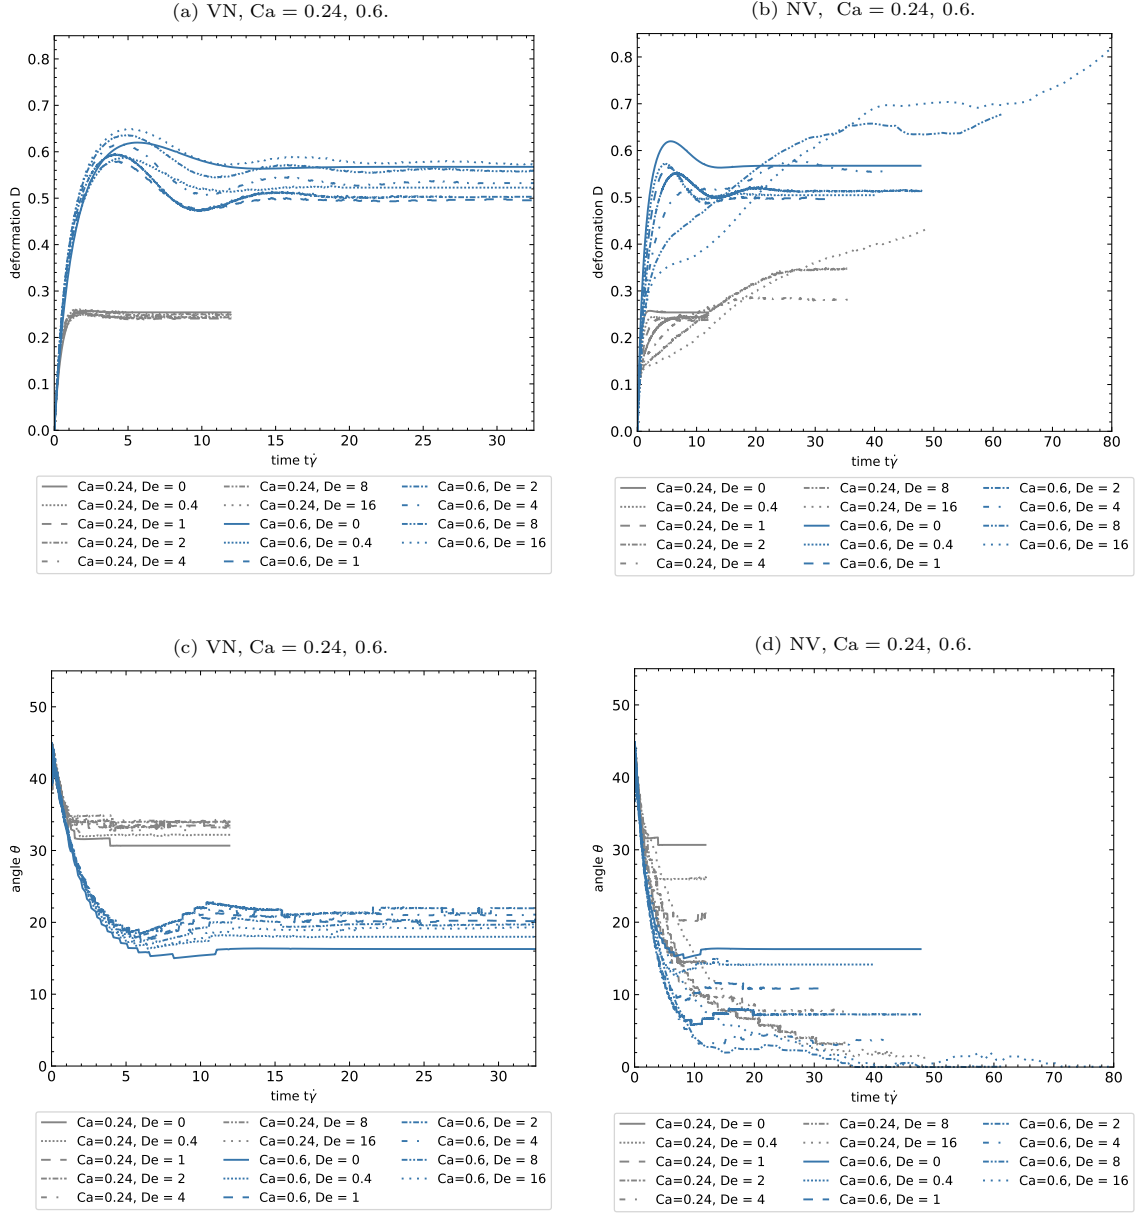 (a) VN, Ca = 0.24, 0.6.
(b) NV, Ca = 0.24, 0.6.
deformation D
0.8
0.7
0.6
0.5
0.4
0.3
0.2
0.1
0.0
0 5 10 15 20 25 30
time tγ̇
Ca=0.24, De = 0
Ca=0.24, De = 0.4
Ca=0.24, De = 1
Ca=0.24, De = 2
Ca=0.24, De = 4
Ca=0.24, De = 8
Ca=0.24, De = 16
Ca=0.6, De = 0
Ca=0.6, De = 0.4
Ca=0.6, De = 1
Ca=0.6, De = 2
Ca=0.6, De = 4
Ca=0.6, De = 8
Ca=0.6, De = 16
deformation D
0.8
0.7
0.6
0.5
0.4
0.3
0.2
0.1
0.0
0 10 20 30 40 50 60 70 80
time tγ̇
Ca=0.24, De = 0
Ca=0.24, De = 0.4
Ca=0.24, De = 1
Ca=0.24, De = 2
Ca=0.24, De = 4
Ca=0.24, De = 8
Ca=0.24, De = 16
Ca=0.6, De = 0
Ca=0.6, De = 0.4
Ca=0.6, De = 1
Ca=0.6, De = 2
Ca=0.6, De = 4
Ca=0.6, De = 8
Ca=0.6, De = 16
(c) VN, Ca = 0.24, 0.6.
(d) NV, Ca = 0.24, 0.6.
angle θ
50
40
30
20
10
0
0 5 10 15 20 25 30
time tγ̇
Ca=0.24, De = 0
Ca=0.24, De = 0.4
Ca=0.24, De = 1
Ca=0.24, De = 2
Ca=0.24, De = 4
Ca=0.24, De = 8
Ca=0.24, De = 16
Ca=0.6, De = 0
Ca=0.6, De = 0.4
Ca=0.6, De = 1
Ca=0.6, De = 2
Ca=0.6, De = 4
Ca=0.6, De = 8
Ca=0.6, De = 16
angle θ
50
40
30
20
10
0
0 10 20 30 40 50 60 70 80
time tγ̇
Ca=0.24, De = 0
Ca=0.24, De = 0.4
Ca=0.24, De = 1
Ca=0.24, De = 2
Ca=0.24, De = 4
Ca=0.24, De = 8
Ca=0.24, De = 16
Ca=0.6, De = 0
Ca=0.6, De = 0.4
Ca=0.6, De = 1
Ca=0.6, De = 2
Ca=0.6, De = 4
Ca=0.6, De = 8
Ca=0.6, De = 16